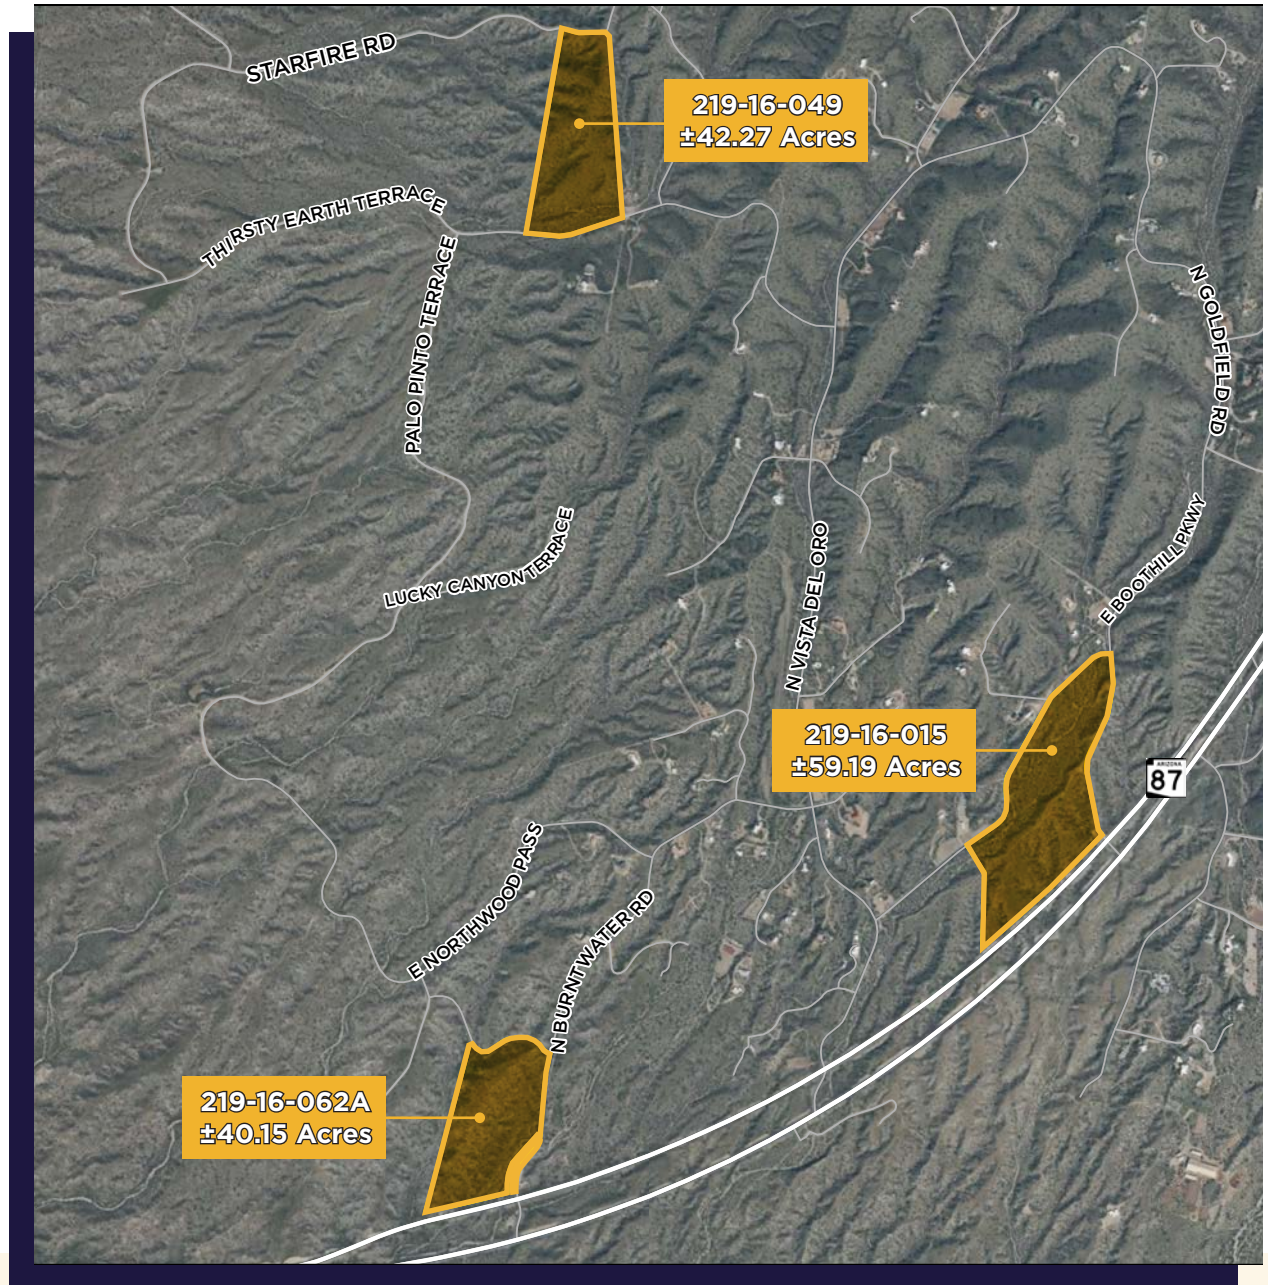 STARFIRE RD
219-16-049
±42.27 Acres
THIRSTY EARTH TERRACE
PALO PINTO TERRACE
N GOLDFIELD RD
LUCKY CANYON TERRACE
E BOOTHILL PKWY
N VISTA DEL ORO
219-16-015
±59.19 Acres
ARIZONA
87
E NORTHWOOD PASS
N BURNTWATER RD
219-16-062A
±40.15 Acres